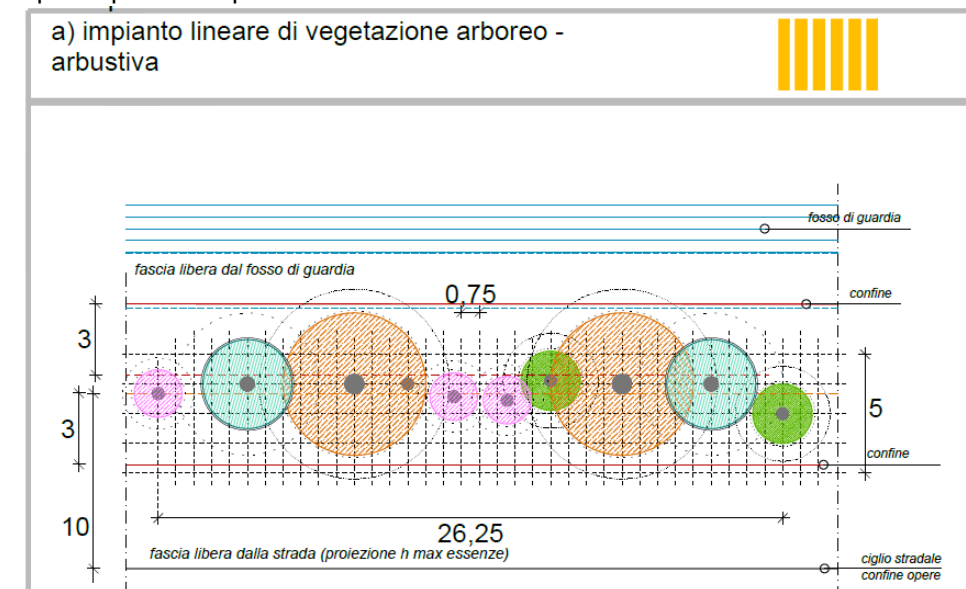 a) impianto lineare di vegetazione arboreo -
arbustiva
fosso di guardia
fascia libera dal fosso di guardia
confine
0,75
3
5
3
confine
10
26,25
fascia libera dalla strada (proiezione h max essenze)
ciglio stradale
confine opere